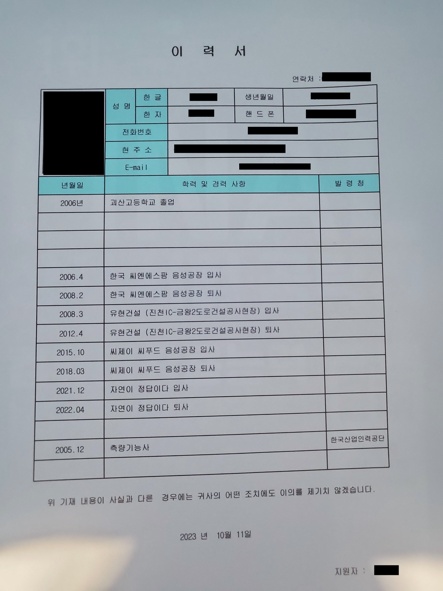 이 력 서
연락처 :
성 명 한 글 생년월일
한 자 핸 드 폰
전화번호
현 주 소
E-mail
년월일 학력 및 경력 사항 발 령 청
2006년 괴산고등학교 졸업
2006.4 한국 씨엔에스팜 음성공장 입사
2008.2 한국 씨엔에스팜 음성공장 퇴사
2008.3 유현건설 (진천IC-금왕2도로건설공사현장) 입사
2012.4 유현건설 (진천IC-금왕2도로건설공사현장) 퇴사
2015.10 씨제이 씨푸드 음성공장 입사
2018.03 씨제이 씨푸드 음성공장 퇴사
2021.12 자연이 정답이다 입사
2022.04 자연이 정답이다 퇴사
2005.12 측량기능사 한국산업인력공단
위 기재 내용이 사실과 다른 경우에는 귀사의 어떤 조치에도 이의를 제기치 않겠습니다.
2023 년 10월 11일
지원자 :